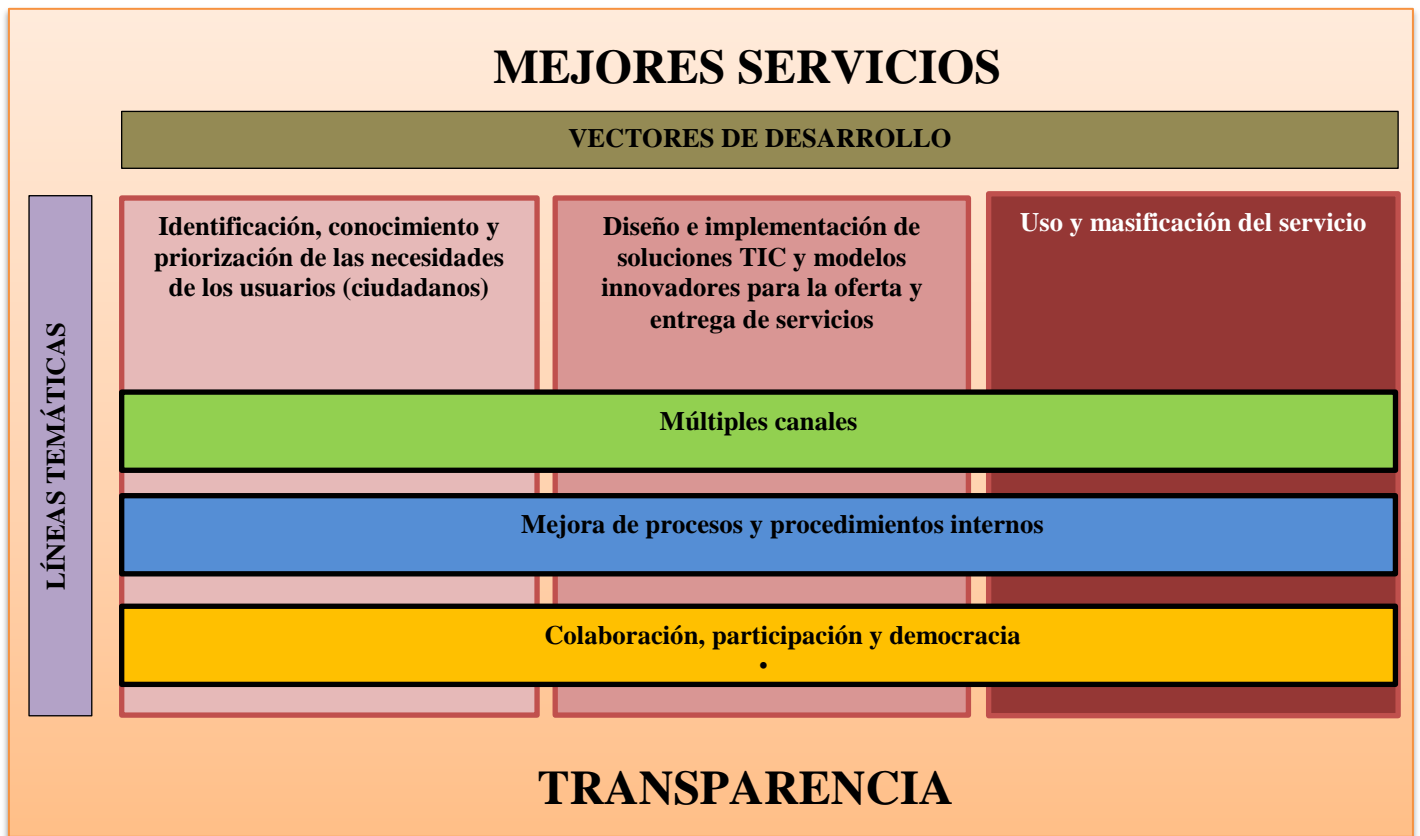 MEJORES SERVICIOS
VECTORES DE DESARROLLO
LÍNEAS TEMÁTICAS
Identificación, conocimiento y
priorización de las necesidades
de los usuarios (ciudadanos)
Diseño e implementación de
soluciones TIC y modelos
innovadores para la oferta y
entrega de servicios
Uso y masificación del servicio
Múltiples canales
Mejora de procesos y procedimientos internos
Colaboración, participación y democracia
•
TRANSPARENCIA